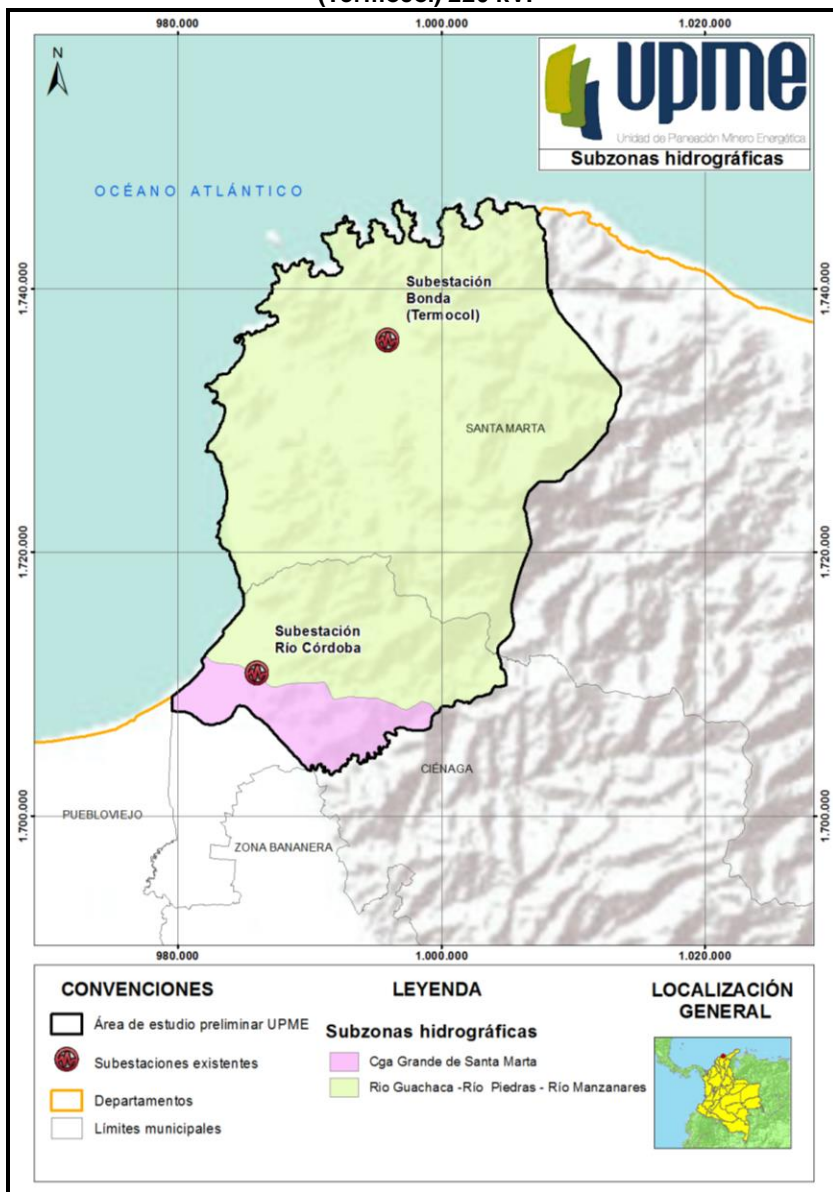 (Termocol) 220 kV.
980.000
1.000.000
1.020.000
N
upme
Unidad de Planeación Minero Energética
Subzonas hidrográficas
OCÉANO ATLÁNTICO
1.740.000
1.740.000
Subestación
Bonda
(Termocol)
SANTA MARTA
1.720.000
1.720.000
Subestación
Río Córdoba
CIÉNAGA
PUEBLOVIEJO
1.700.000
1.700.000
ZONA BANANERA
980.000
1.000.000
1.020.000
CONVENCIONES
Área de estudio preliminar UPME
Subestaciones existentes
Departamentos
Límites municipales
LEYENDA
Subzonas hidrográficas
Cga Grande de Santa Marta
Rio Guachaca -Río Piedras - Río Manzanares
LOCALIZACIÓN
GENERAL